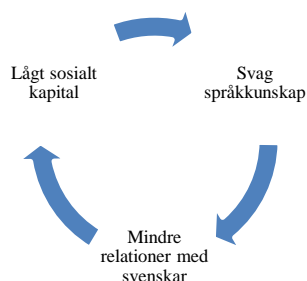 Lågt sosialt
kapital
Svag
språkkunskap
Mindre
relationer med
svenskar